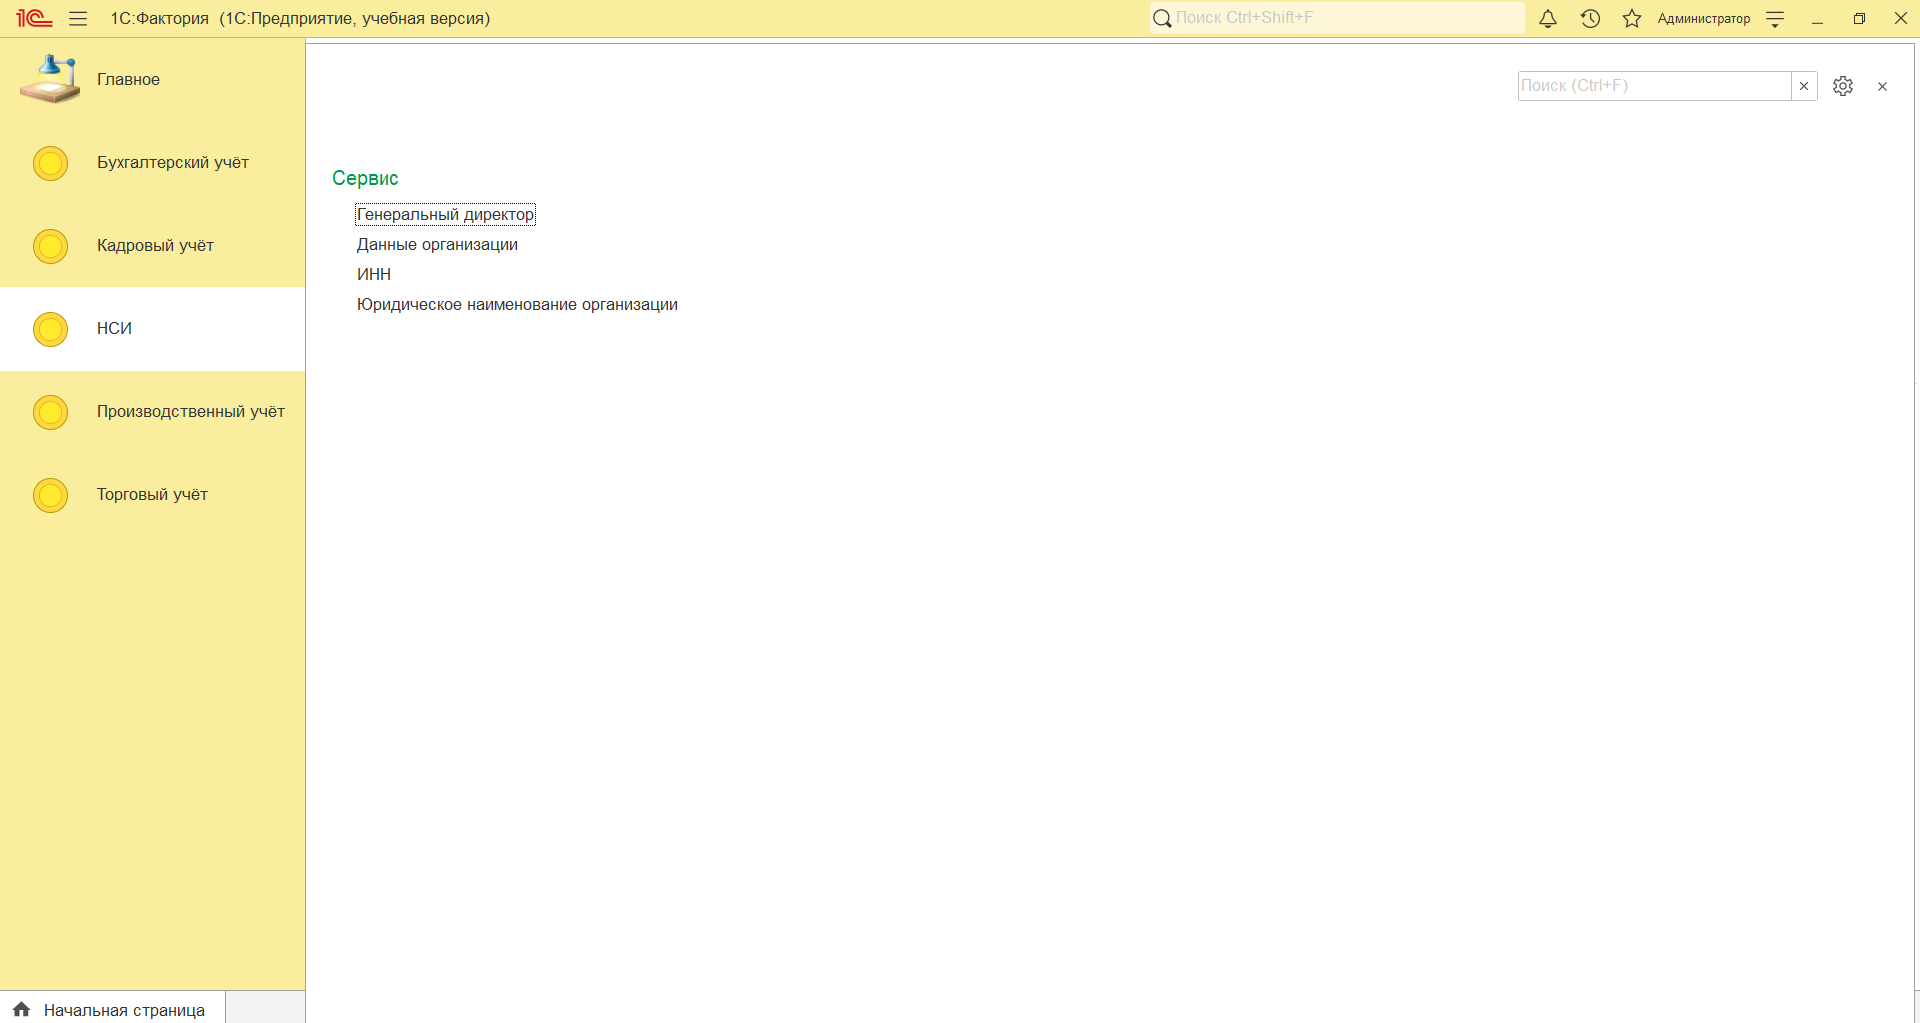 1С:Фактория (1С:Предприятие, учебная версия)
Поиск Ctrl+Shift+F
Администратор
Главное
Бухгалтерский учёт
Кадровый учёт
НСИ
Производственный учёт
Торговый учёт
Начальная страница
Поиск (Ctrl+F)
Сервис
Генеральный директор
Данные организации
ИНН
Юридическое наименование организации